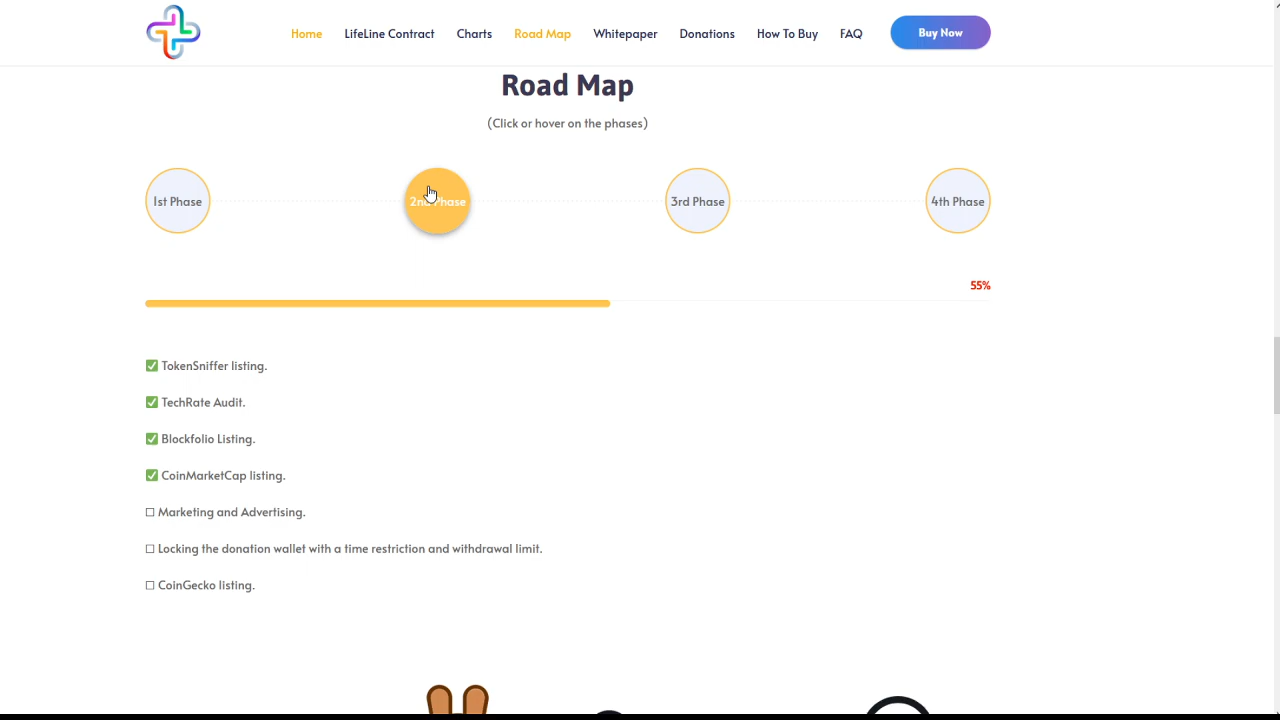 Home LifeLine Contract Charts Road Map Whitepaper Donations How To Buy FAQ Buy Now
Road Map
(Click or hover on the phases)
1st Phase 2nd Phase 3rd Phase 4th Phase
55%
✅ TokenSniffer listing.
✅ TechRate Audit.
✅ Blockfolio Listing.
✅ CoinMarketCap listing.
☐ Marketing and Advertising.
☐ Locking the donation wallet with a time restriction and withdrawal limit.
☐ CoinGecko listing.